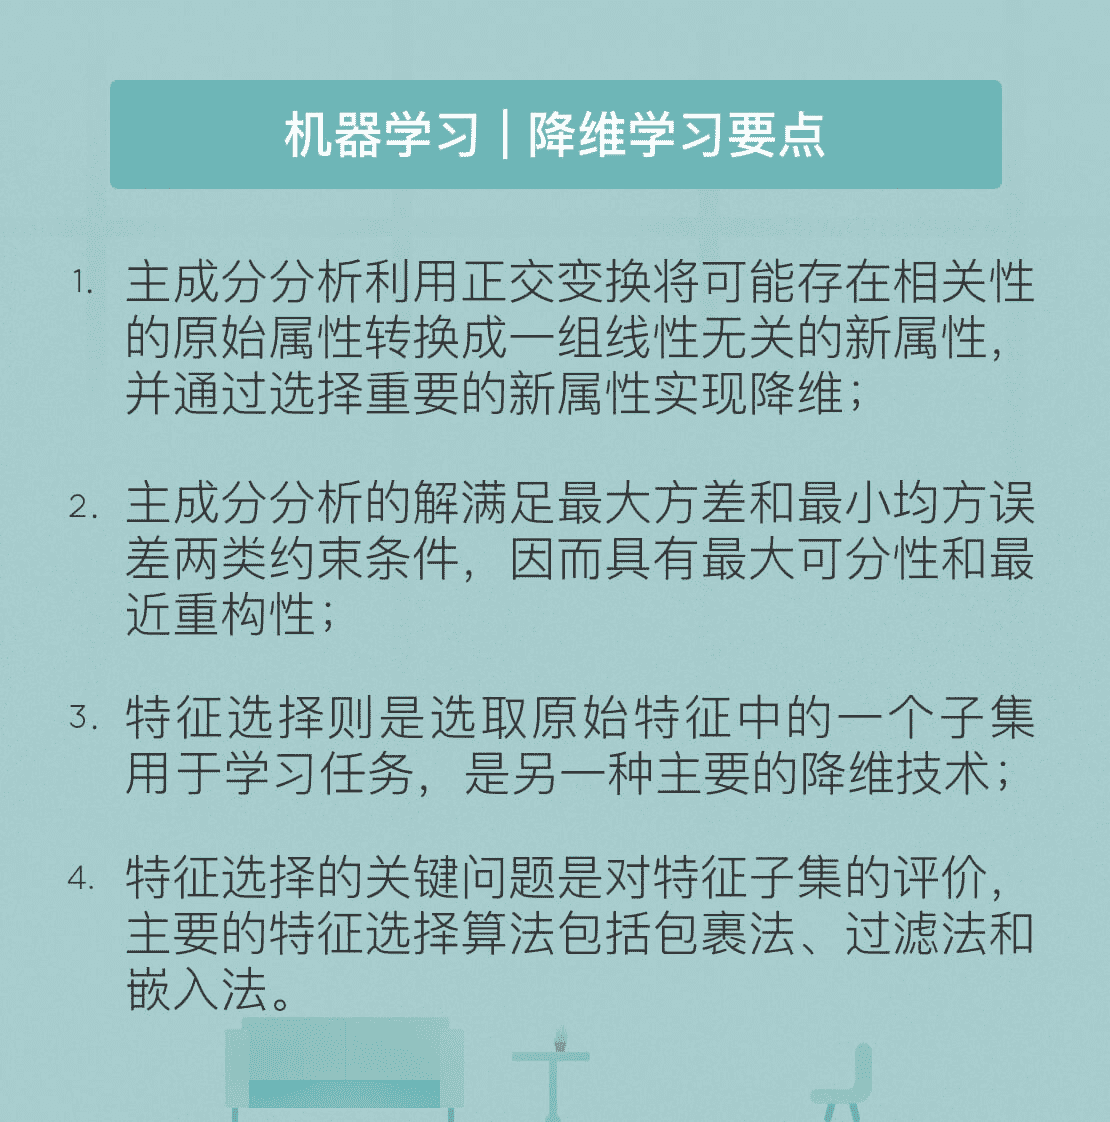 机器学习 | 降维学习要点
1. 主成分分析利用正交变换将可能存在相关性
的原始属性转换成一组线性无关的新属性，
并通过选择重要的新属性实现降维；
2. 主成分分析的解满足最大方差和最小均方误
差两类约束条件，因而具有最大可分性和最
近重构性；
3. 特征选择则是选取原始特征中的一个子集
用于学习任务，是另一种主要的降维技术；
4. 特征选择的关键问题是对特征子集的评价，
主要的特征选择算法包括包裹法、过滤法和
嵌入法。